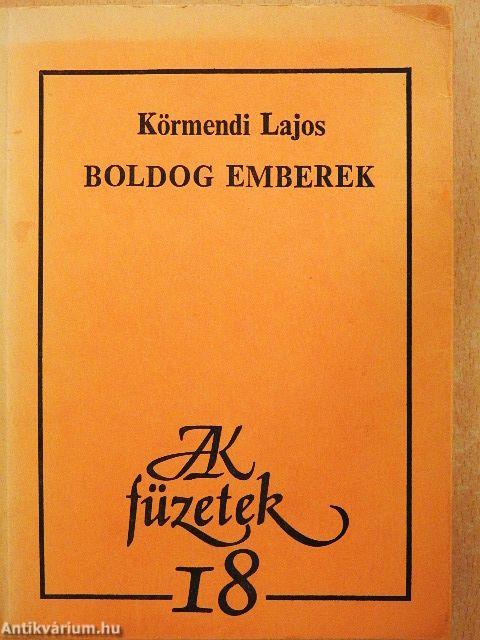 Körmendi Lajos
BOLDOG EMBEREK
AK
füzetek
18
Antikvárium.hu